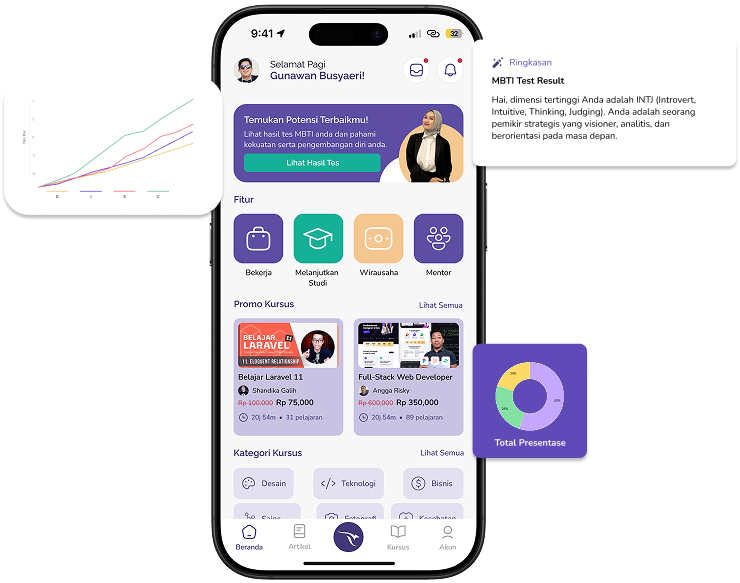 9:41
32
Selamat Pagi
Gunawan Busyaeri!
Ringkasan
MBTI Test Result
Hai, dimensi tertinggi Anda adalah INTJ (Introvert,
Intuitive, Thinking, Judging). Anda adalah seorang
pemikir strategis yang visioner, analitis, dan
berorientasi pada masa depan.
D I E C
Temukan Potensi Terbaikmu!
Lihat hasil tes MBTI anda dan pahami
kekuatan serta pengembangan diri anda.
Lihat Hasil Tes
Fitur
Bekerja
Melanjutkan
Studi
Wirausaha
Mentor
Promo Kursus
Lihat Semua
BELAJAR
LARAVEL 11
11. ELOQUENT RELATIONSHIP
Belajar Laravel 11
Shandika Galih
Rp 100,000 Rp 75,000
20j 54m • 31 pelajaran
Full-Stack Web Developer
Angga Risky
Rp 600,000 Rp 350,000
20j 54m • 89 pelajaran
Total Presentase
Kategori Kursus
Lihat Semua
Desain
Teknologi
Bisnis
Sains
Fotografi
Kesehatan
Beranda
Artikel
Kursus
Akun